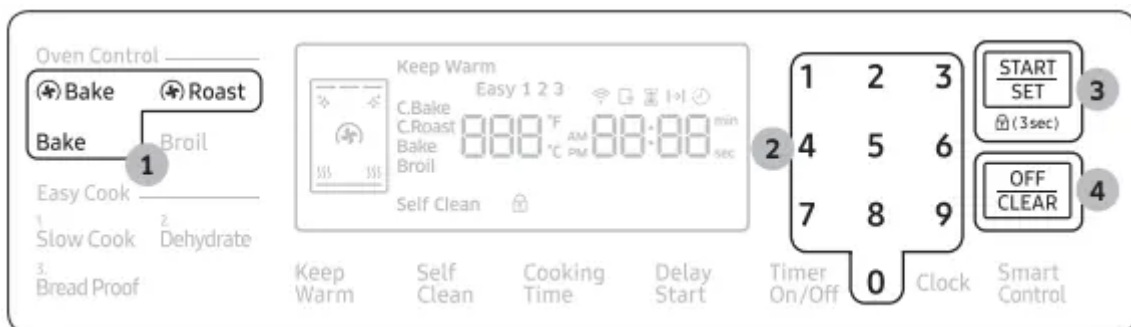 Oven Control
Bake Roast
Bake Broil
1
Easy Cook
1. Slow Cook 2. Dehydrate
3. Bread Proof
Keep Warm
Easy 1 2 3
C.Bake
C.Roast
Bake
Broil
888 °F °C AM PM 88:88 min sec
Self Clean
Keep Warm
Self Clean
Cooking Time
Delay Start
Timer On/Off
Clock
Smart Control
2
1 2 3
4 5 6
7 8 9
0
START
SET
(3 sec)
3
OFF
CLEAR
4